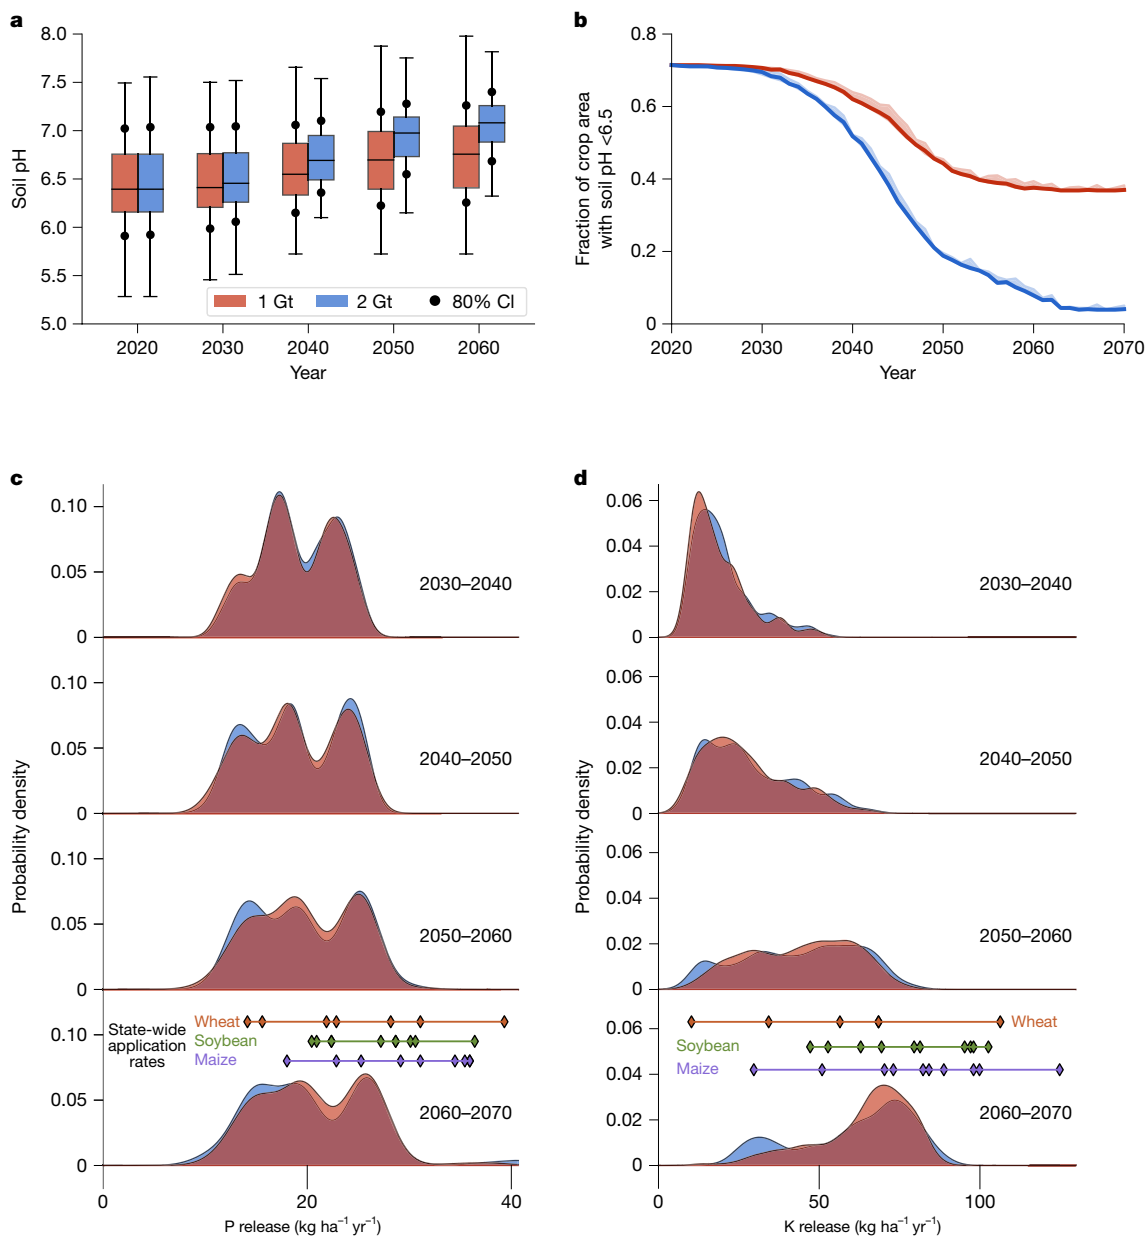 a
8.0
7.5
7.0
6.5
6.0
5.5
5.0
Soil pH
1 Gt
2 Gt
80% CI
2020
2030
2040
2050
2060
Year
b
0.8
0.6
0.4
0.2
0
Fraction of crop area
with soil pH <6.5
2020
2030
2040
2050
2060
2070
Year
c
Probability density
0.10
0.05
0
2030–2040
0.10
0.05
0
2040–2050
0.10
0.05
0
2050–2060
State-wide
application
rates
Wheat
Soybean
Maize
0.10
0.05
0
2060–2070
0
20
40
P release (kg ha⁻¹ yr⁻¹)
d
Probability density
0.06
0.04
0.02
0
2030–2040
0.06
0.04
0.02
0
2040–2050
0.06
0.04
0.02
0
2050–2060
Wheat
Soybean
Maize
0.06
0.04
0.02
0
2060–2070
0
50
100
K release (kg ha⁻¹ yr⁻¹)